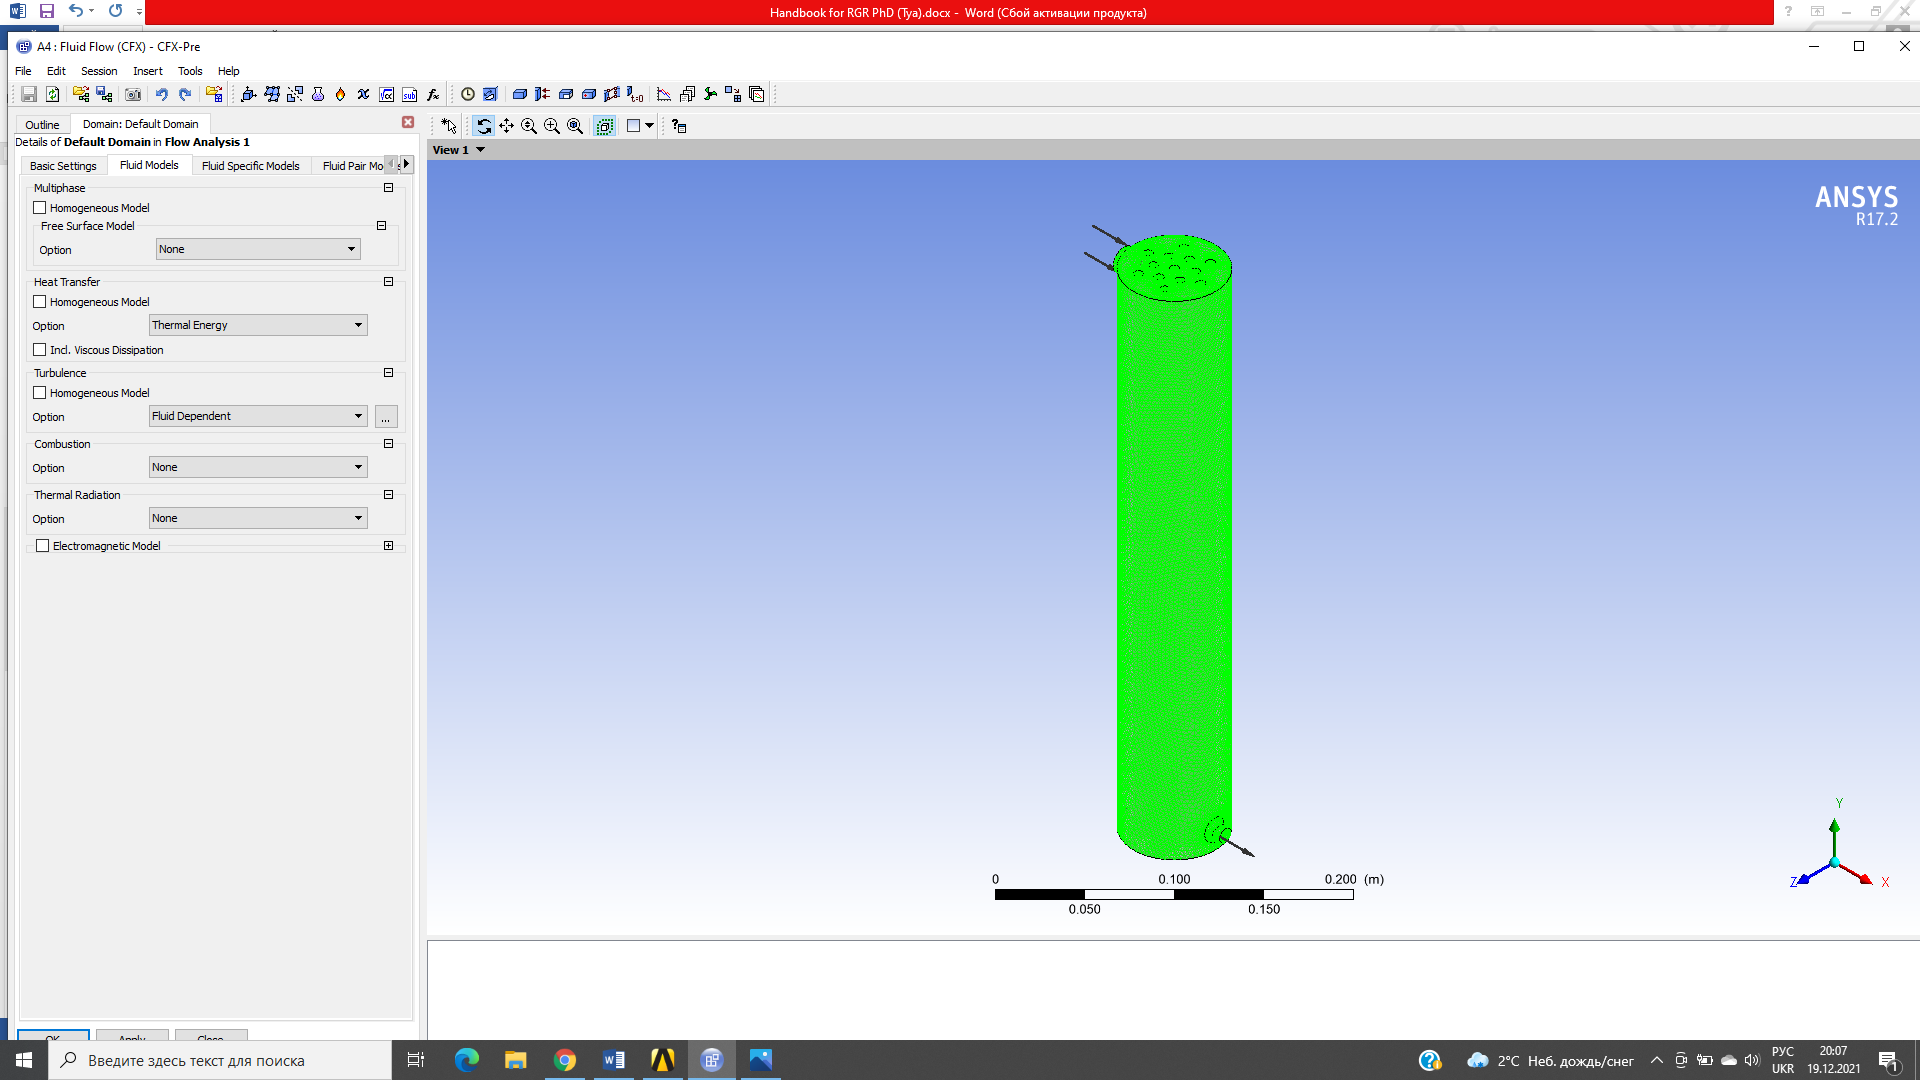 Handbook for RGR PhD (Tya).docx - Word (Сбой активации продукта)
A4 : Fluid Flow (CFX) - CFX-Pre
File Edit Session Insert Tools Help
Outline Domain: Default Domain
Details of Default Domain in Flow Analysis 1
Basic Settings Fluid Models Fluid Specific Models Fluid Pair Mo
View 1
Multiphase
Homogeneous Model
Free Surface Model
Option None
Heat Transfer
Homogeneous Model
Option Thermal Energy
Incl. Viscous Dissipation
Turbulence
Homogeneous Model
Option Fluid Dependent ...
Combustion
Option None
Thermal Radiation
Option None
Electromagnetic Model
OK Apply Close
ANSYS
R17.2
0 0.100 0.200 (m)
0.050 0.150
Y
Z X
Введите здесь текст для поиска
2°C Неб. дождь/снег
РУС
UKR
20:07
19.12.2021
1